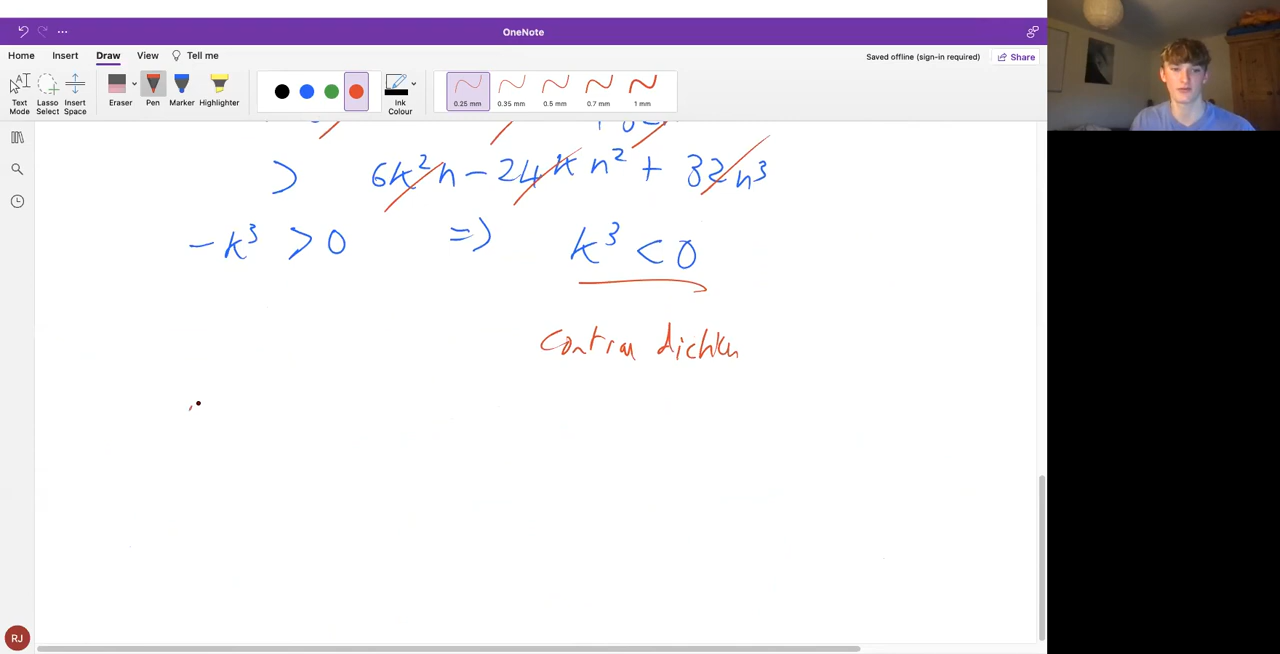 OneNote
Home Insert Draw View Tell me
Saved offline (sign-in required) Share
Text Mode Lasso Select Insert Space Eraser Pen Marker Highlighter Ink Colour 0.25 mm 0.35 mm 0.5 mm 0.7 mm 1 mm
> 6k²n - 24kn² + 32n³
-k³ > 0 => k³ < 0
RJ